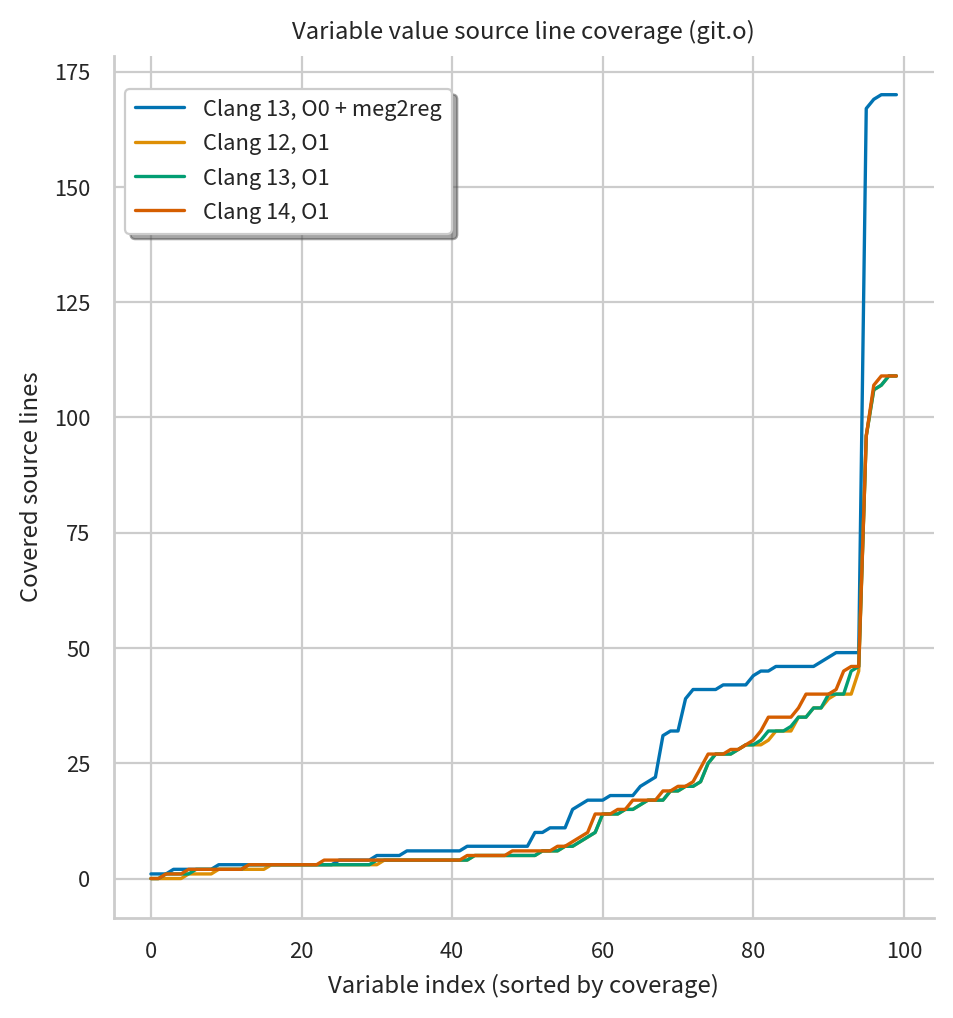 Variable value source line coverage (git.o)
175
150
125
100
75
50
25
0
Covered source lines
Clang 13, O0 + meg2reg
Clang 12, O1
Clang 13, O1
Clang 14, O1
0 20 40 60 80 100
Variable index (sorted by coverage)